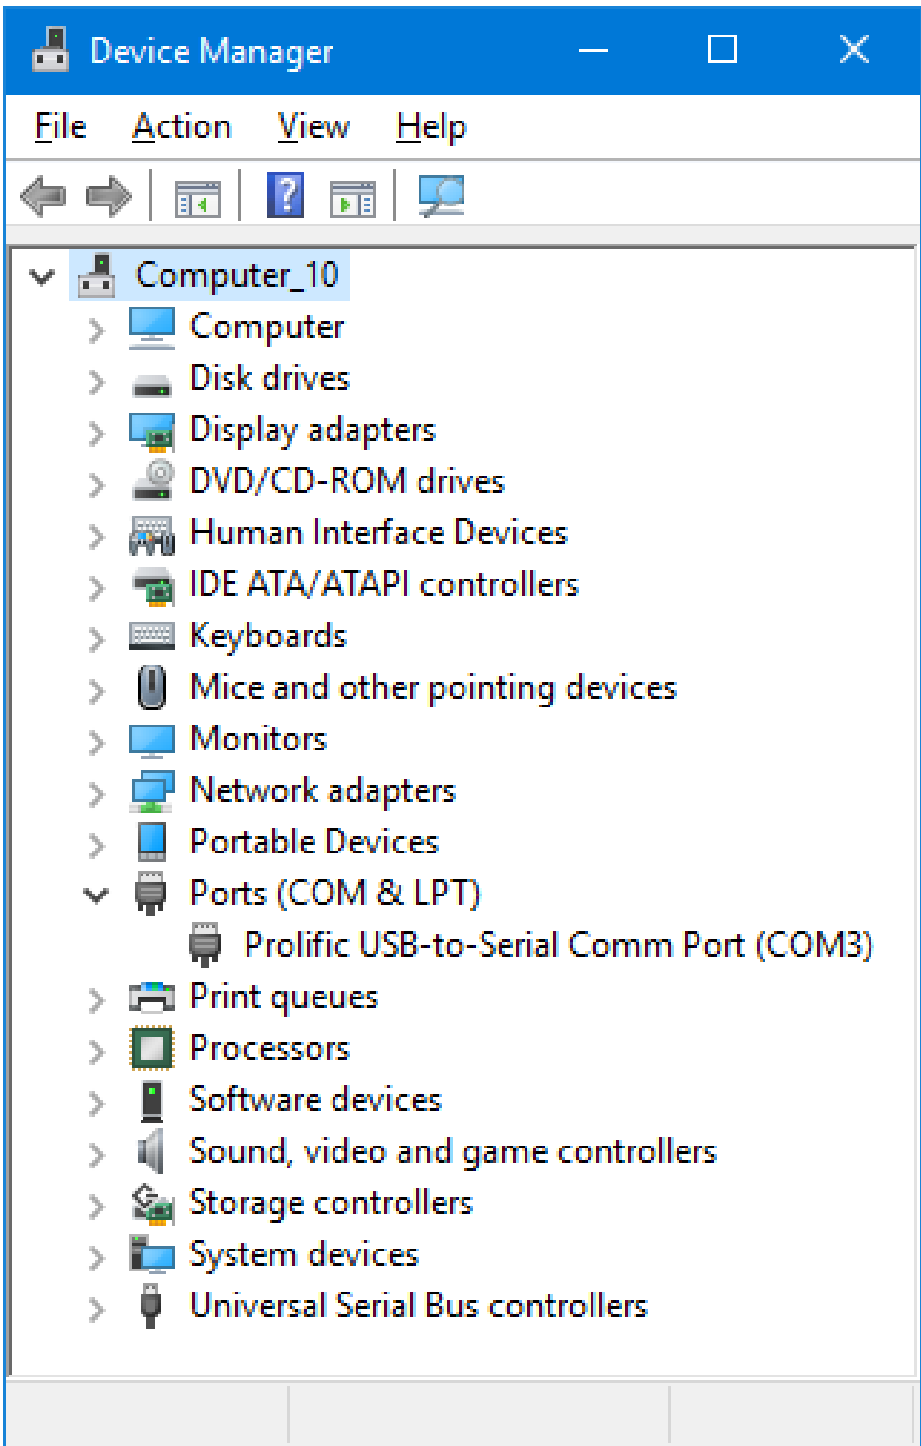 Device Manager
File Action View Help
Computer_10
Computer
Disk drives
Display adapters
DVD/CD-ROM drives
Human Interface Devices
IDE ATA/ATAPI controllers
Keyboards
Mice and other pointing devices
Monitors
Network adapters
Portable Devices
Ports (COM & LPT)
Prolific USB-to-Serial Comm Port (COM3)
Print queues
Processors
Software devices
Sound, video and game controllers
Storage controllers
System devices
Universal Serial Bus controllers